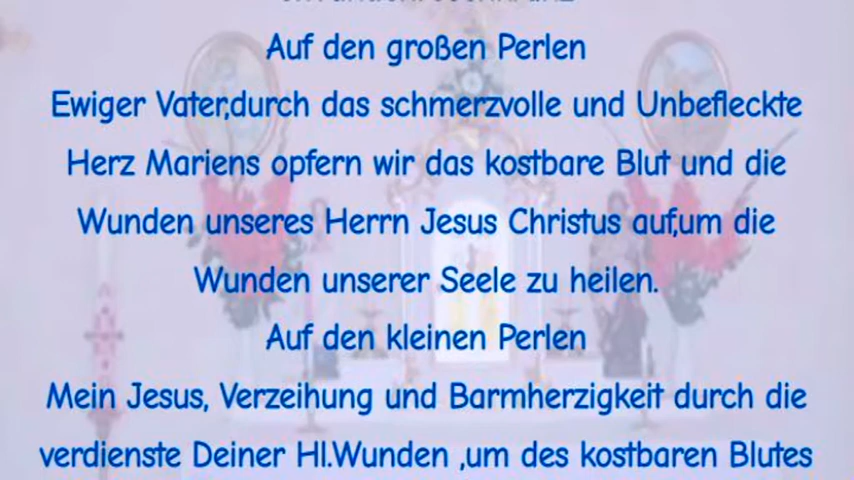 Auf den großen Perlen
Ewiger Vater,durch das schmerzvolle und Unbefleckte
Herz Mariens opfern wir das kostbare Blut und die
Wunden unseres Herrn Jesus Christus auf,um die
Wunden unserer Seele zu heilen.
Auf den kleinen Perlen
Mein Jesus, Verzeihung und Barmherzigkeit durch die
verdienste Deiner Hl.Wunden ,um des kostbaren Blutes